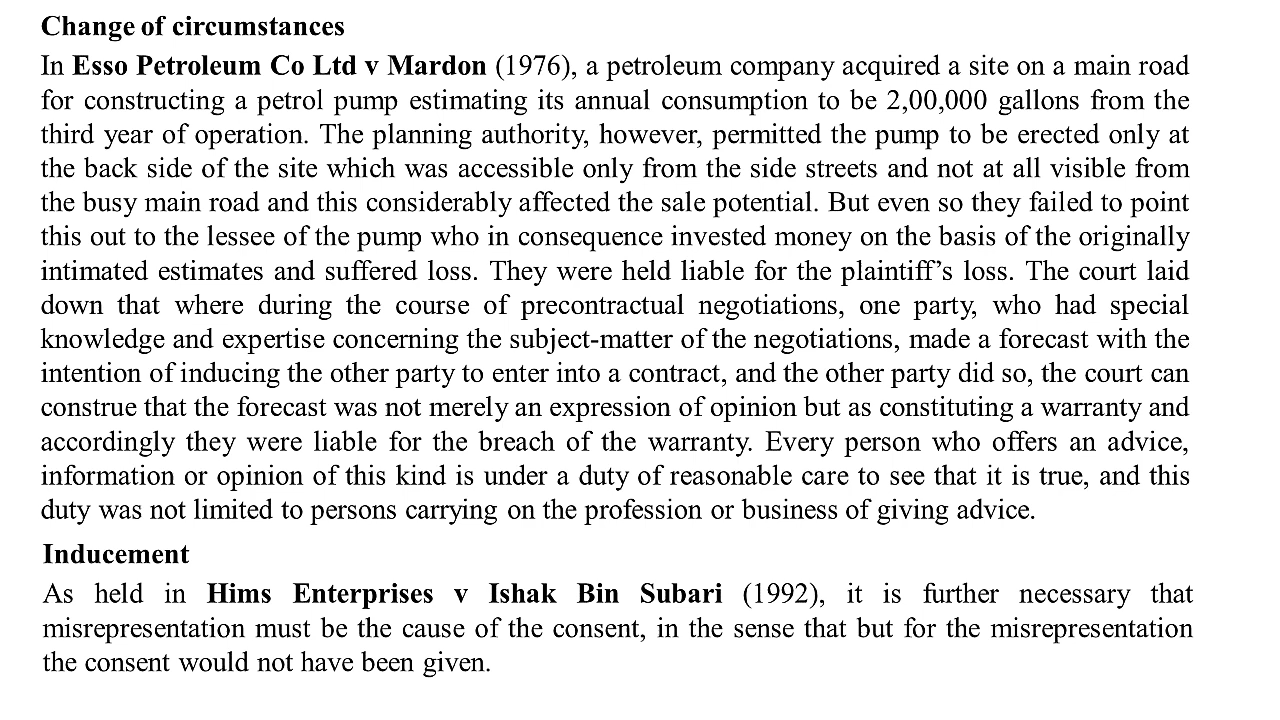 Change of circumstances
In Esso Petroleum Co Ltd v Mardon (1976), a petroleum company acquired a site on a main road
for constructing a petrol pump estimating its annual consumption to be 2,00,000 gallons from the
third year of operation. The planning authority, however, permitted the pump to be erected only at
the back side of the site which was accessible only from the side streets and not at all visible from
the busy main road and this considerably affected the sale potential. But even so they failed to point
this out to the lessee of the pump who in consequence invested money on the basis of the originally
intimated estimates and suffered loss. They were held liable for the plaintiff’s loss. The court laid
down that where during the course of precontractual negotiations, one party, who had special
knowledge and expertise concerning the subject-matter of the negotiations, made a forecast with the
intention of inducing the other party to enter into a contract, and the other party did so, the court can
construe that the forecast was not merely an expression of opinion but as constituting a warranty and
accordingly they were liable for the breach of the warranty. Every person who offers an advice,
information or opinion of this kind is under a duty of reasonable care to see that it is true, and this
duty was not limited to persons carrying on the profession or business of giving advice.
Inducement
As held in Hims Enterprises v Ishak Bin Subari (1992), it is further necessary that
misrepresentation must be the cause of the consent, in the sense that but for the misrepresentation
the consent would not have been given.